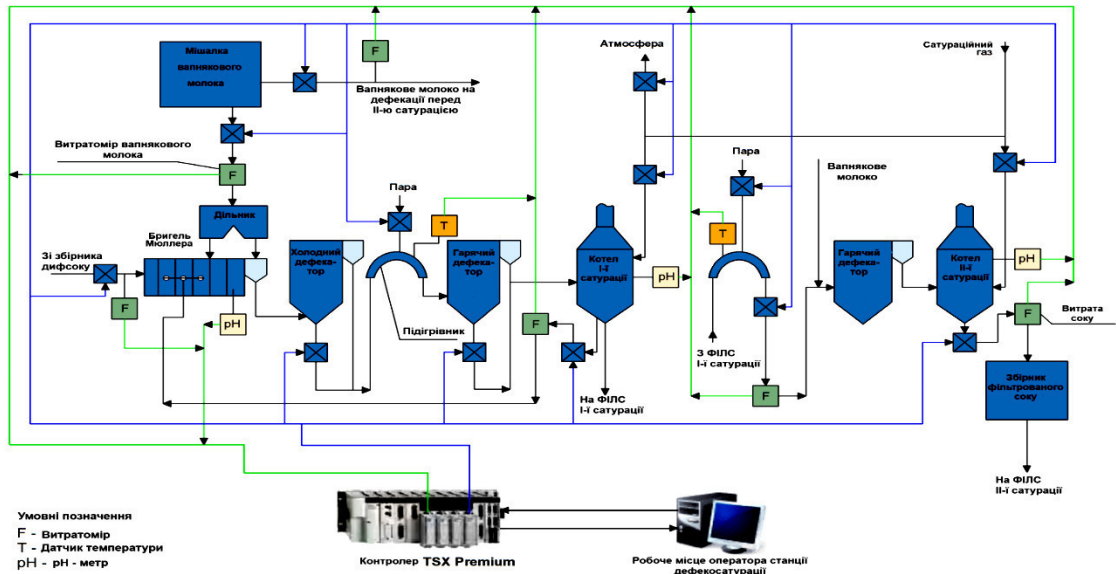 Мішалка
вапнякового
молока
F
Вапнякове молоко на
дефекації перед
ІІ-ю сатурацією
Атмосфера
Сатураційний
газ
Витратомір вапнякового
молока
F
Дільник
Бригель
Мюллера
Зі збірника
дифсоку
F
pH
Холодний
дефека-
тор
Пара
T
Гарячий
дефека-
тор
Підігрівник
F
Котел
І-ї
сатурації
pH
На ФІЛС
І-ї сатурації
Пара
T
З ФІЛС
І-ї сатурації
F
Вапнякове
молоко
Гарячий
дефека-
тор
Котел
ІІ-ї
сатурації
pH
F
Витрата
соку
Збірник
фільтрованого
соку
На ФІЛС
ІІ-ї сатурації
Умовні позначення
F - Витратомір
T - Датчик температури
pH - pH - метр
Контролер TSX Premium
Робоче місце оператора станції
дефекосатурації